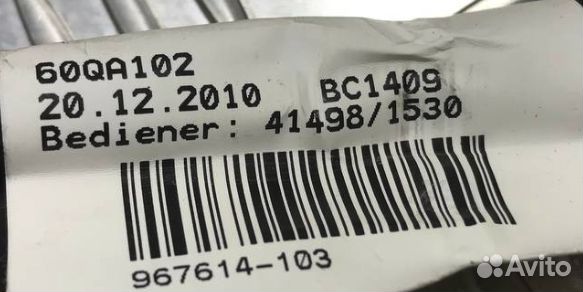 60QA102
20.12.2010 BC1409
Bediener: 41498/1530
967614-103
Avito